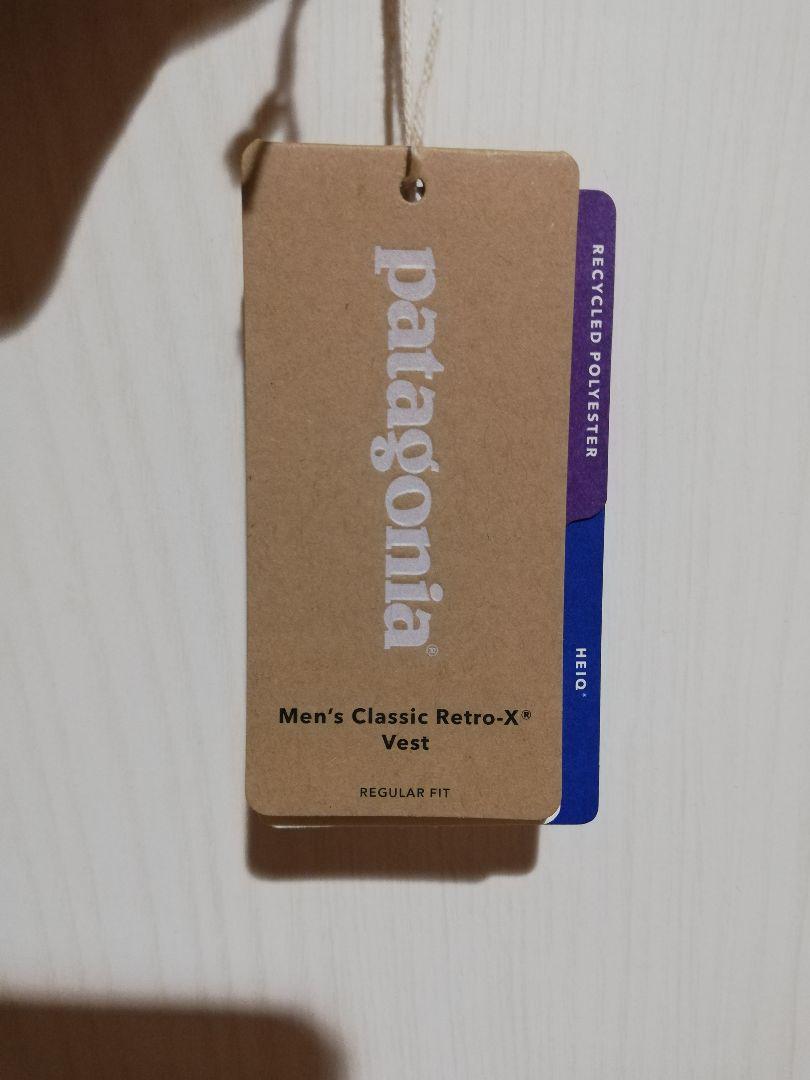 patagonia®
Men's Classic Retro-X®
Vest
REGULAR FIT
RECYCLED POLYESTER
HEIQ®